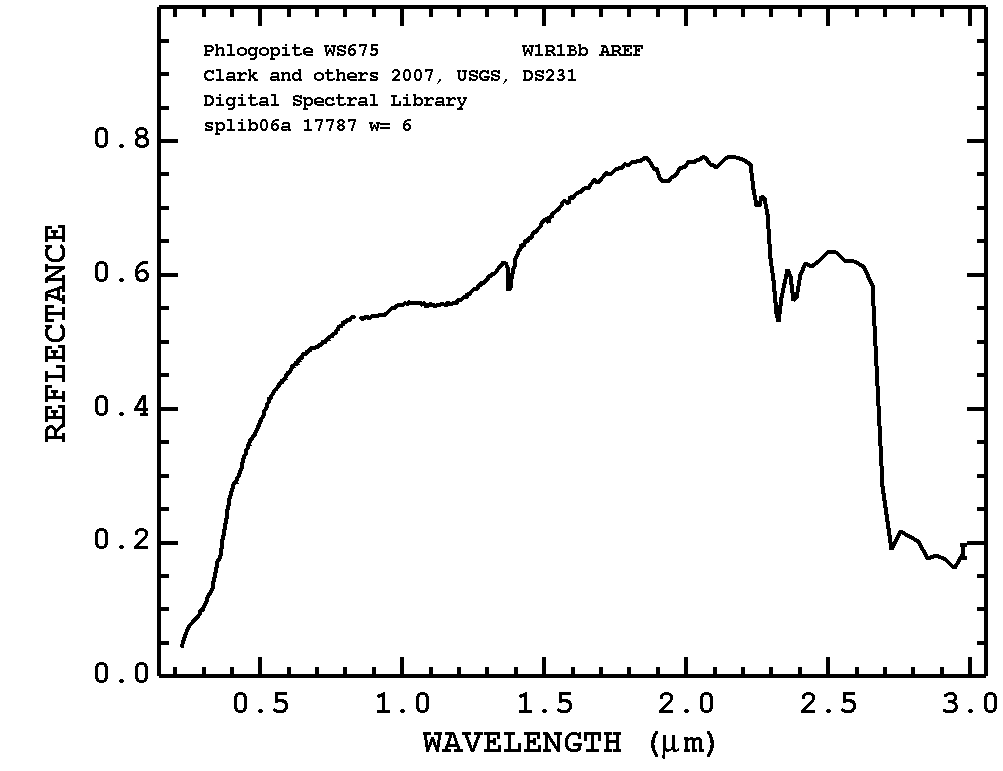 Phlogopite WS675 W1R1Bb AREF
Clark and others 2007, USGS, DS231
Digital Spectral Library
splib06a 17787 w= 6
0.8
0.6
0.4
0.2
0.0
REFLECTANCE
0.5 1.0 1.5 2.0 2.5 3.0
WAVELENGTH (μm)